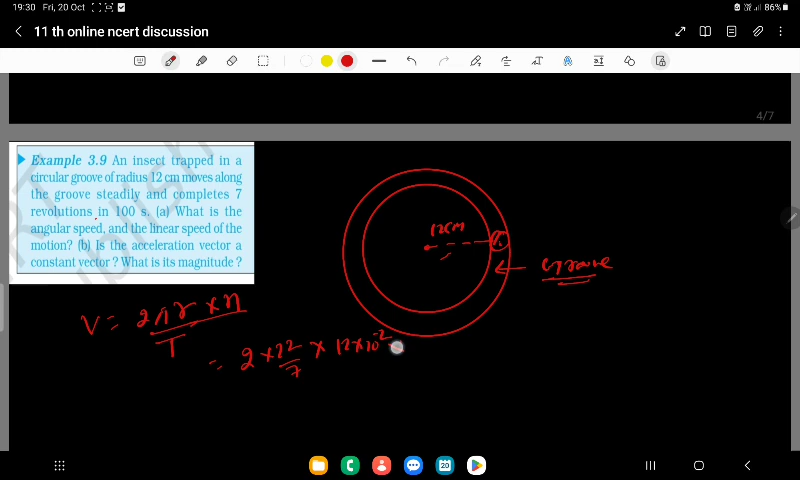 19:30 Fri, 20 Oct
86%
11 th online ncert discussion
4/7
Example 3.9 An insect trapped in a
circular groove of radius 12 cm moves along
the groove steadily and completes 7
revolutions in 100 s. (a) What is the
angular speed, and the linear speed of the
motion? (b) Is the acceleration vector a
constant vector ? What is its magnitude ?
12cm
groove
V = 2πr × n
T
= 2 × 22 × 12 × 10⁻²
7
20